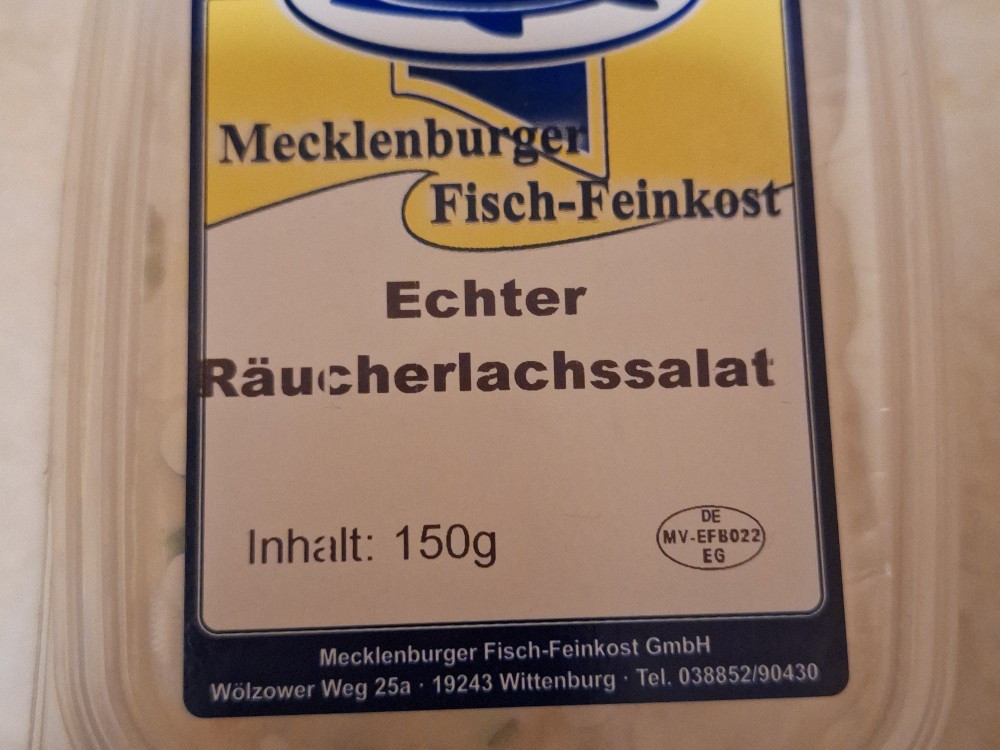 Mecklenburger
Fisch-Feinkost
Echter
Räucherlachssalat
Inhalt: 150g
DE
MV-EFB022
EG
Mecklenburger Fisch-Feinkost GmbH
Wölzower Weg 25a · 19243 Wittenburg · Tel. 038852/90430